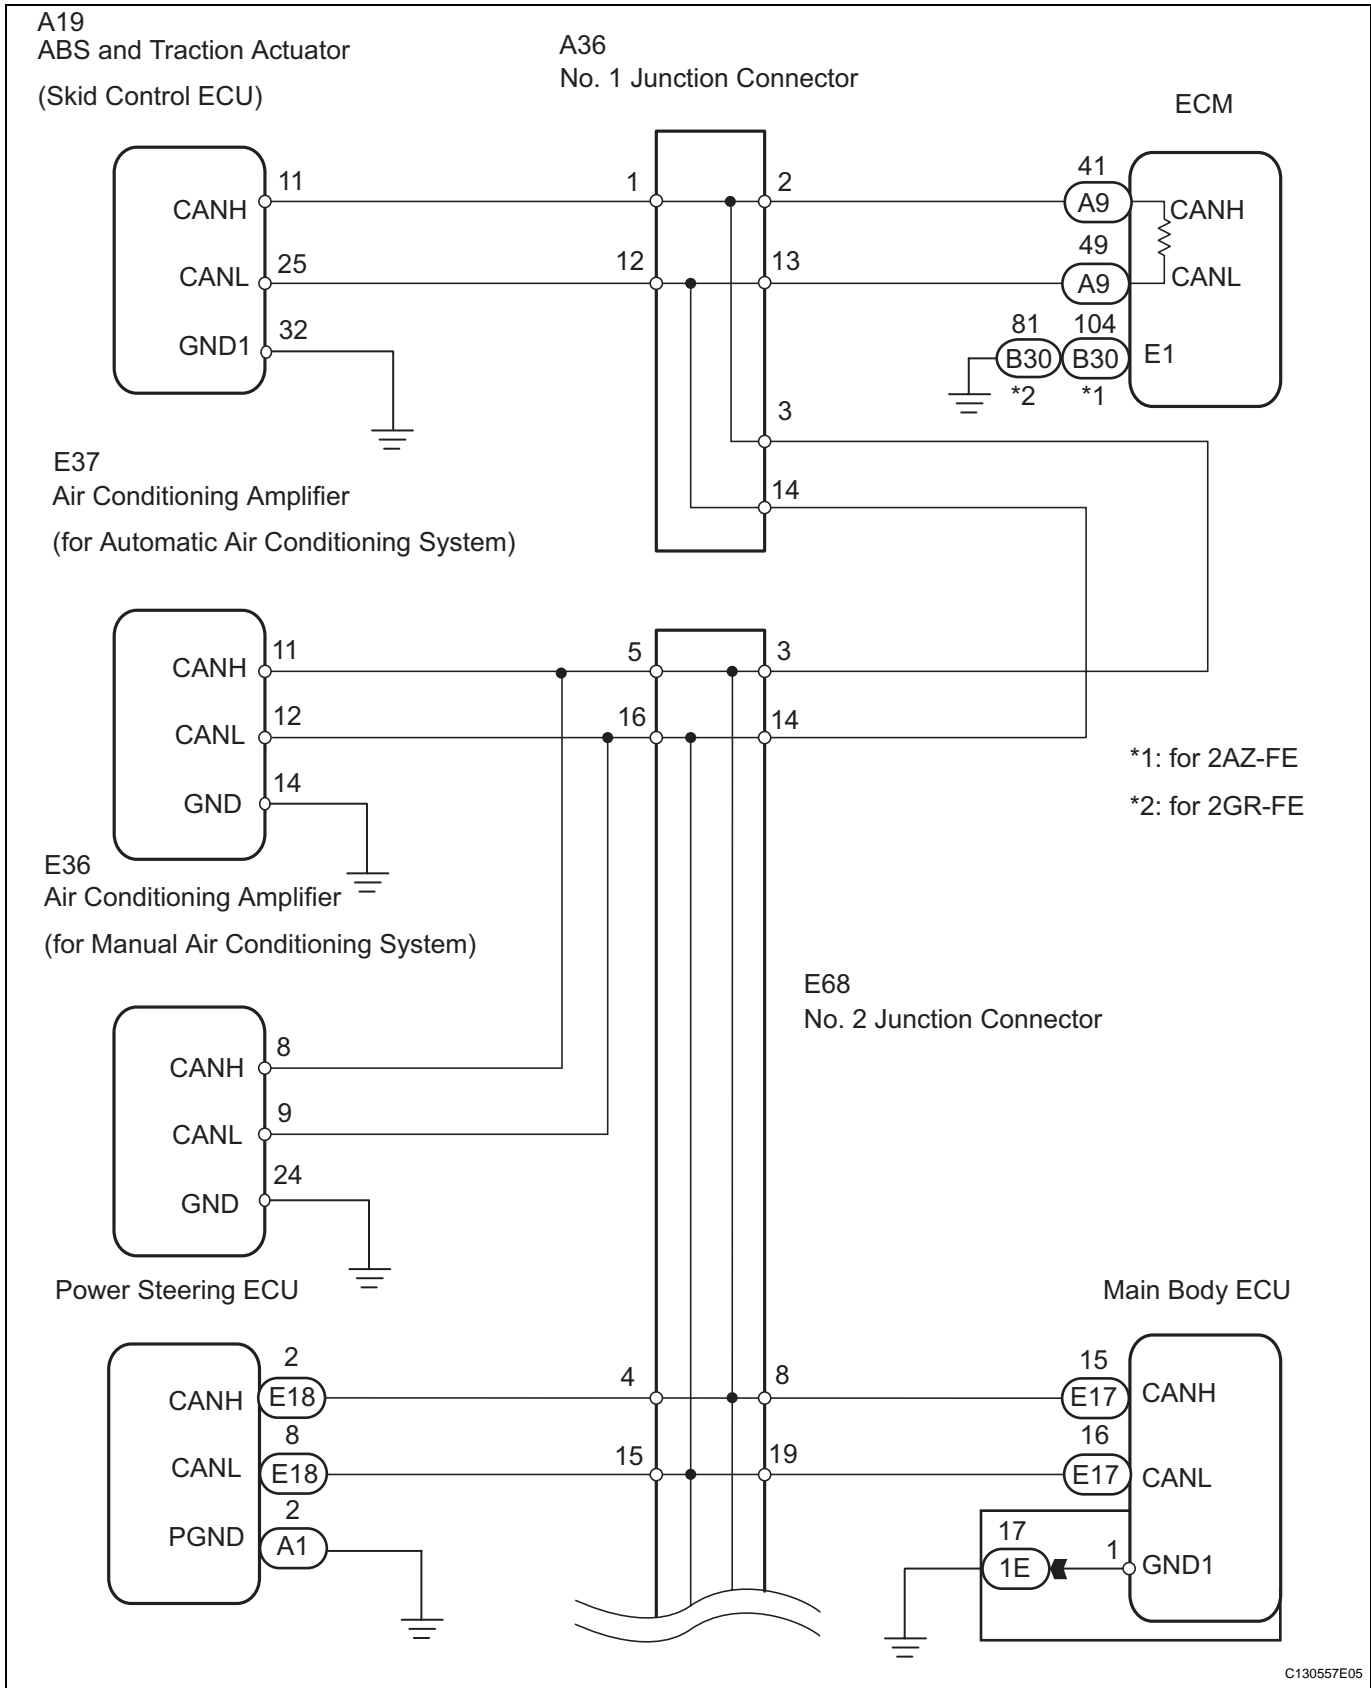 A19
ABS and Traction Actuator
(Skid Control ECU)
A36
No. 1 Junction Connector
ECM
CANH
11
1
2
41
A9
CANH
CANL
25
12
13
49
A9
CANL
GND1
32
81
104
B30
B30
E1
*2
*1
3
14
E37
Air Conditioning Amplifier
(for Automatic Air Conditioning System)
CANH
11
5
3
CANL
12
16
14
GND
14
*1: for 2AZ-FE
*2: for 2GR-FE
E36
Air Conditioning Amplifier
(for Manual Air Conditioning System)
E68
No. 2 Junction Connector
CANH
8
CANL
9
GND
24
Power Steering ECU
Main Body ECU
CANH
2
E18
4
8
15
E17
CANH
CANL
8
E18
15
19
16
E17
CANL
PGND
2
A1
17
1E
1
GND1
C130557E05